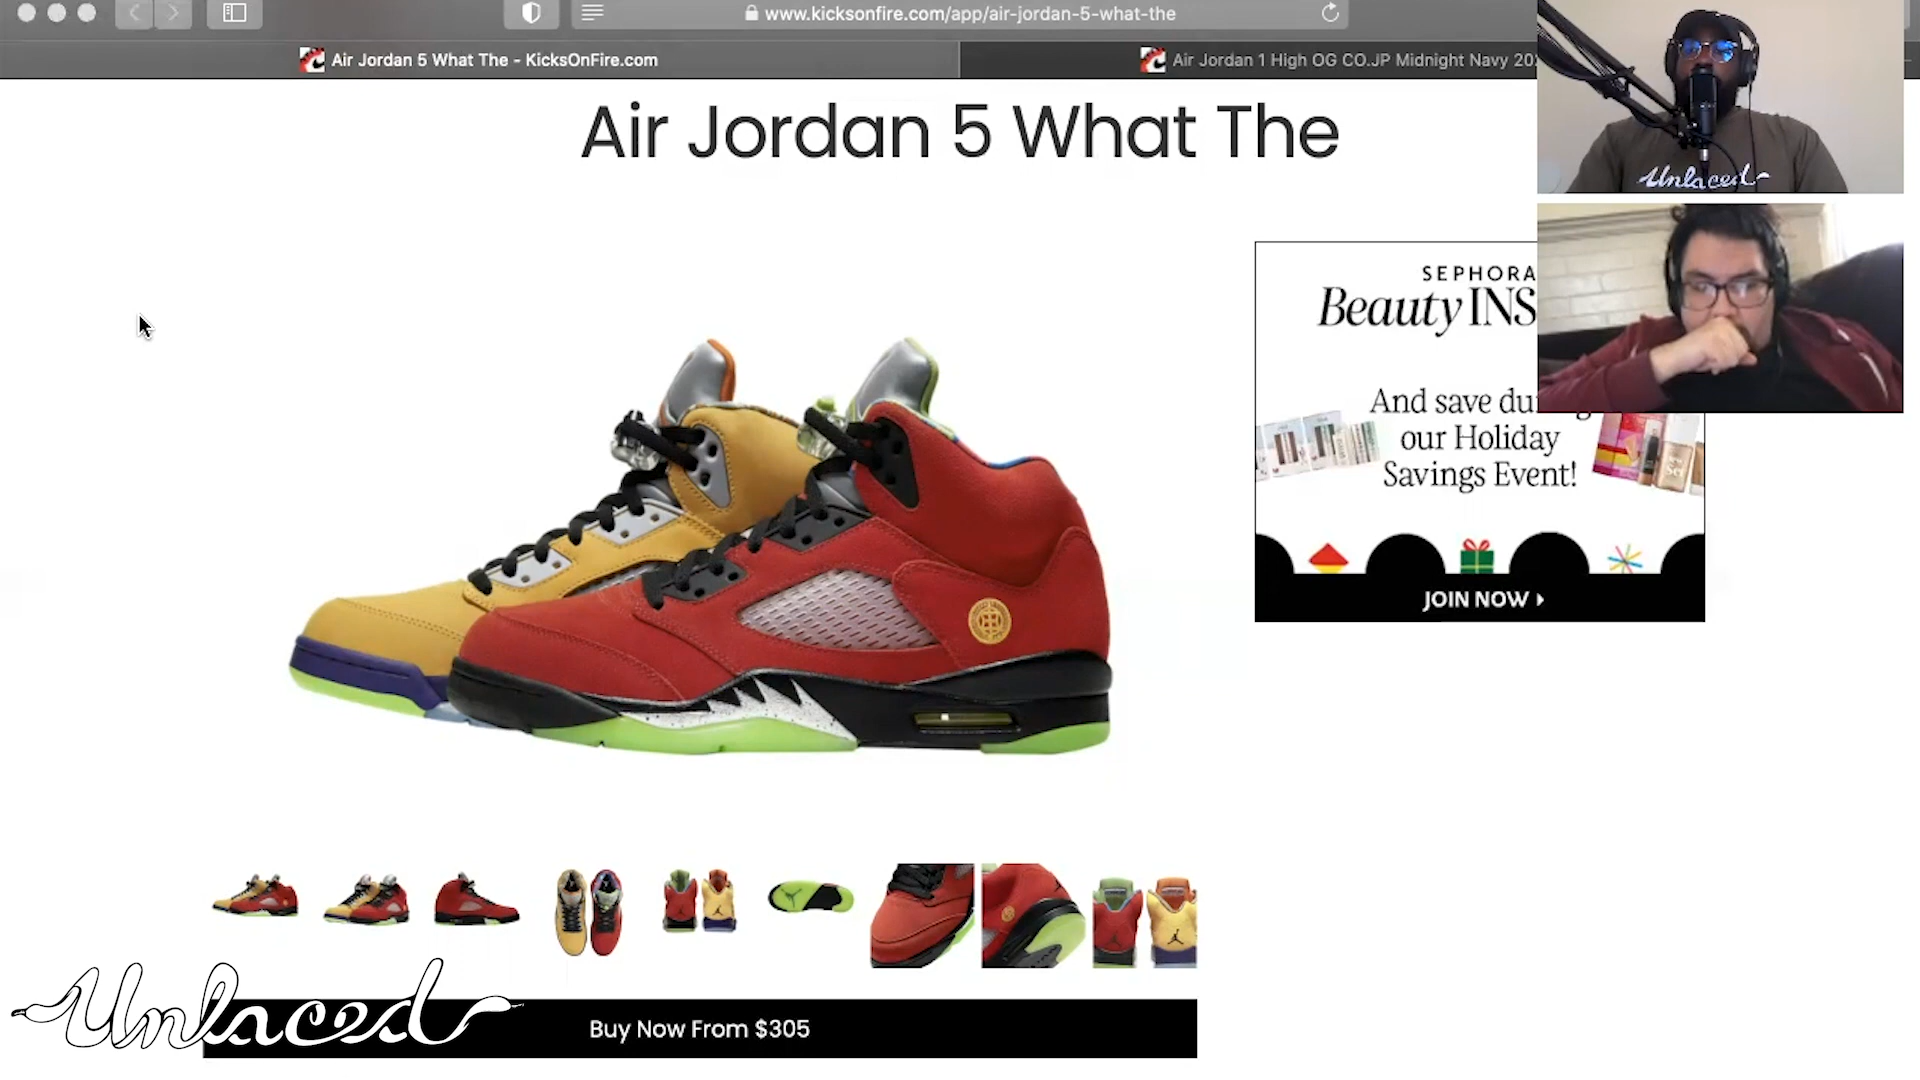 www.kicksonfire.com/app/air-jordan-5-what-the
Air Jordan 5 What The - KicksOnFire.com
Air Jordan 1 High OG CO.JP Midnight Navy 20
Air Jordan 5 What The
Unlaced
SEPHORA
Beauty INS
And save du
our Holiday
Savings Event!
JOIN NOW
Unlaced
Buy Now From $305